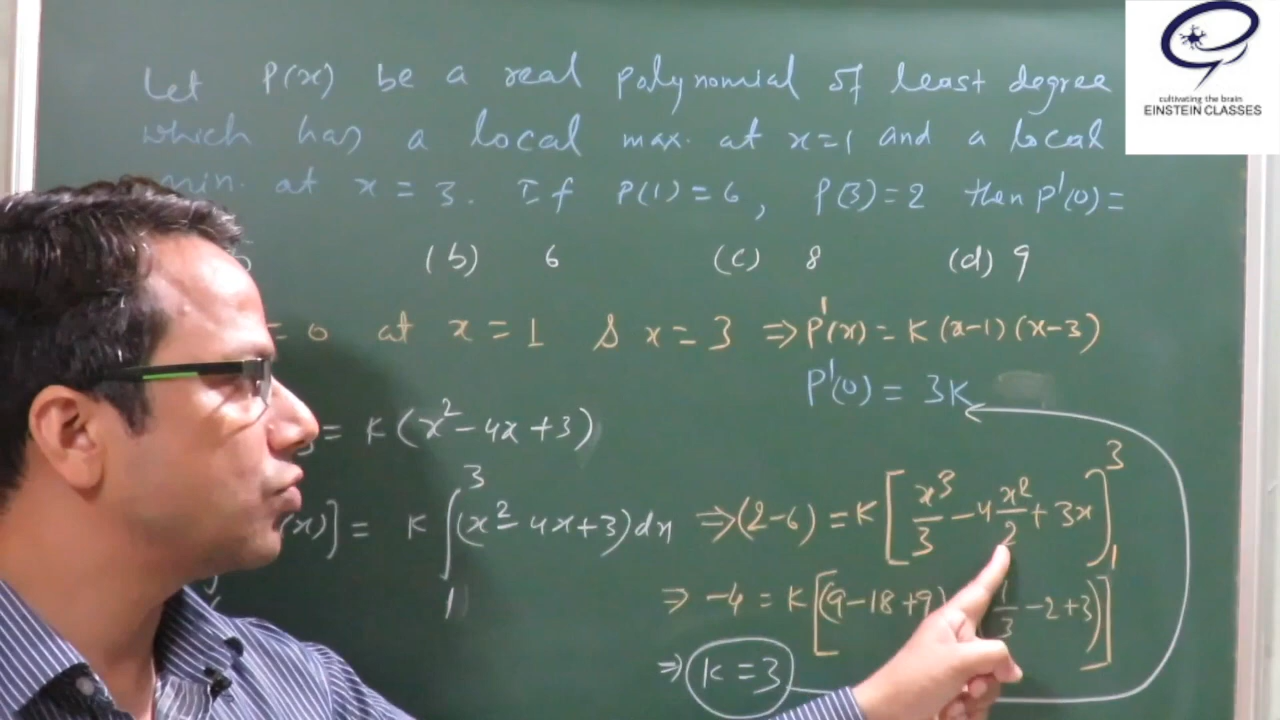 Let P(x) be a real polynomial of least degree
which has a local max. at x=1 and a local
min. at x = 3. If P(1)=6, P(3)=2 then P'(0)=
(b) 6 (c) 8 (d) 9
= 0 at x = 1 & x = 3 ⇒ P'(x) = K(x-1)(x-3)
P'(0) = 3K
= K(x²-4x+3)
(x)] = K ∫₁³ (x²-4x+3)dx ⇒ (2-6) = K[x³/3 - 4x²/2 + 3x]₁³
⇒ -4 = K[(9-18+9) 1/3 -2+3)]
⇒ K=3
cultivating the brain
EINSTEIN CLASSES